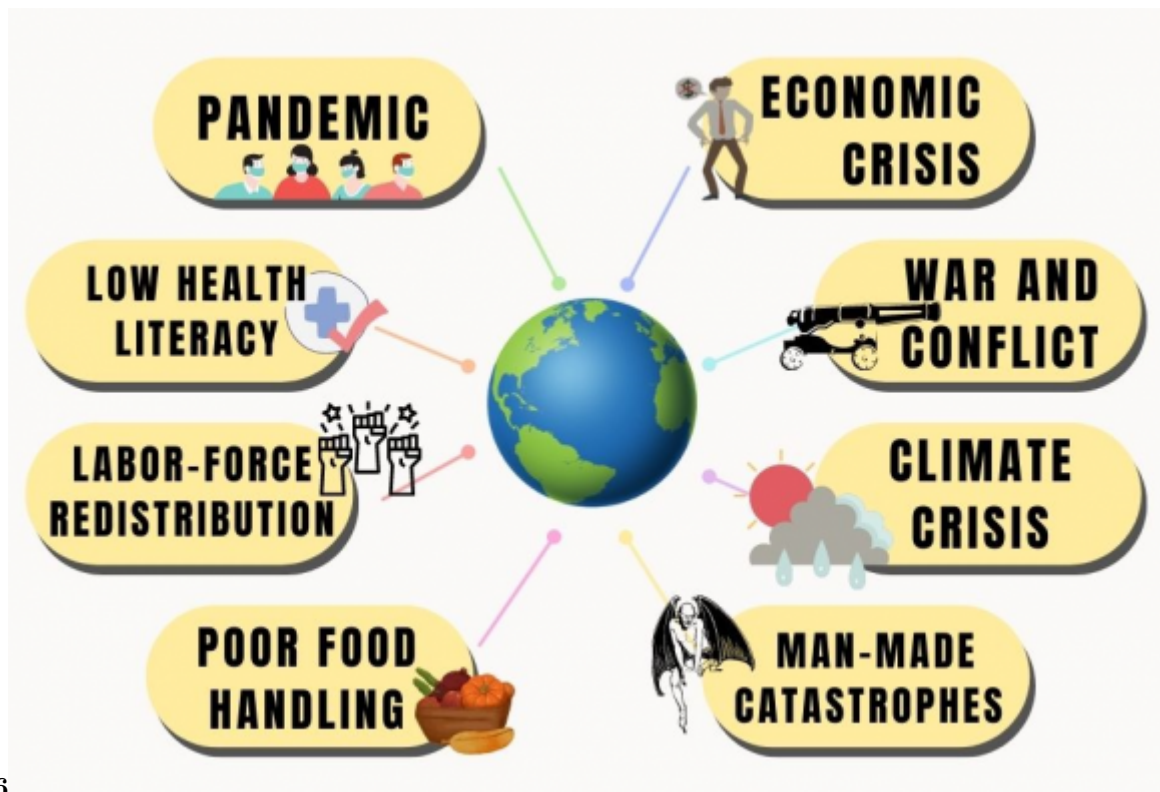 PANDEMIC
ECONOMIC
CRISIS
LOW HEALTH
LITERACY
WAR AND
CONFLICT
LABOR-FORCE
REDISTRIBUTION
CLIMATE
CRISIS
POOR FOOD
HANDLING
MAN-MADE
CATASTROPHES